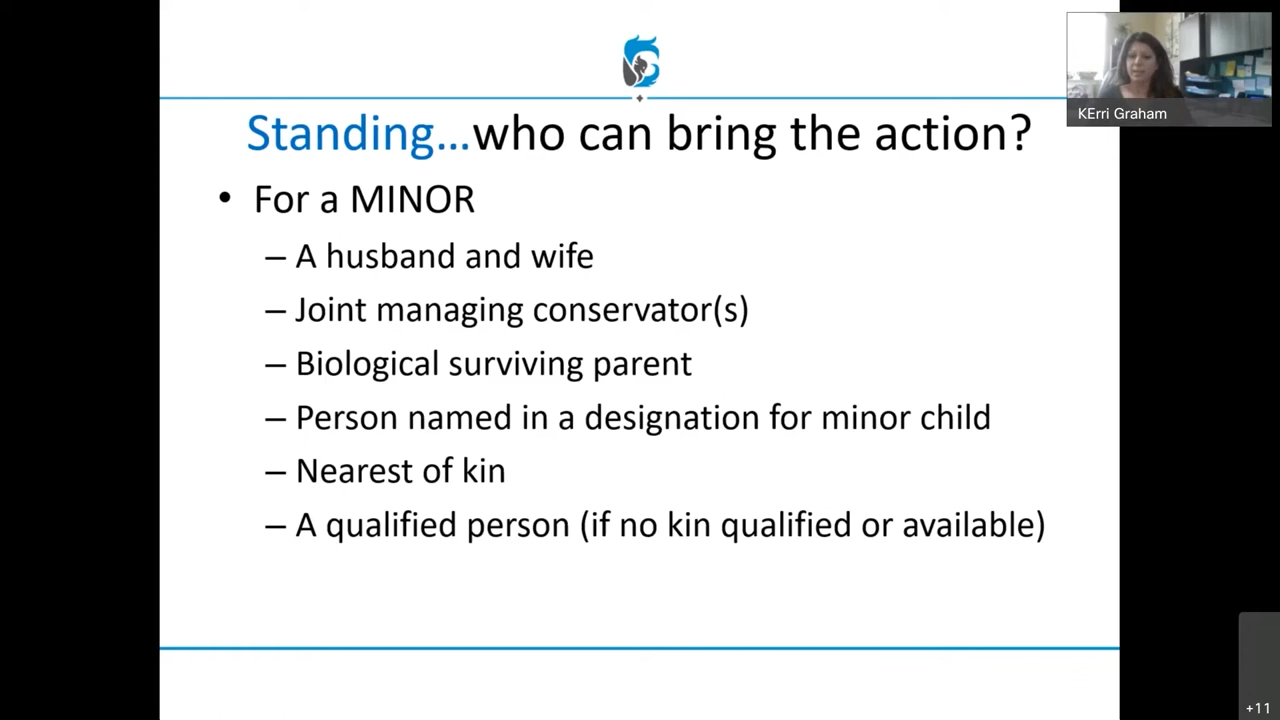 KErri Graham
Standing...who can bring the action?
• For a MINOR
– A husband and wife
– Joint managing conservator(s)
– Biological surviving parent
– Person named in a designation for minor child
– Nearest of kin
– A qualified person (if no kin qualified or available)
+11